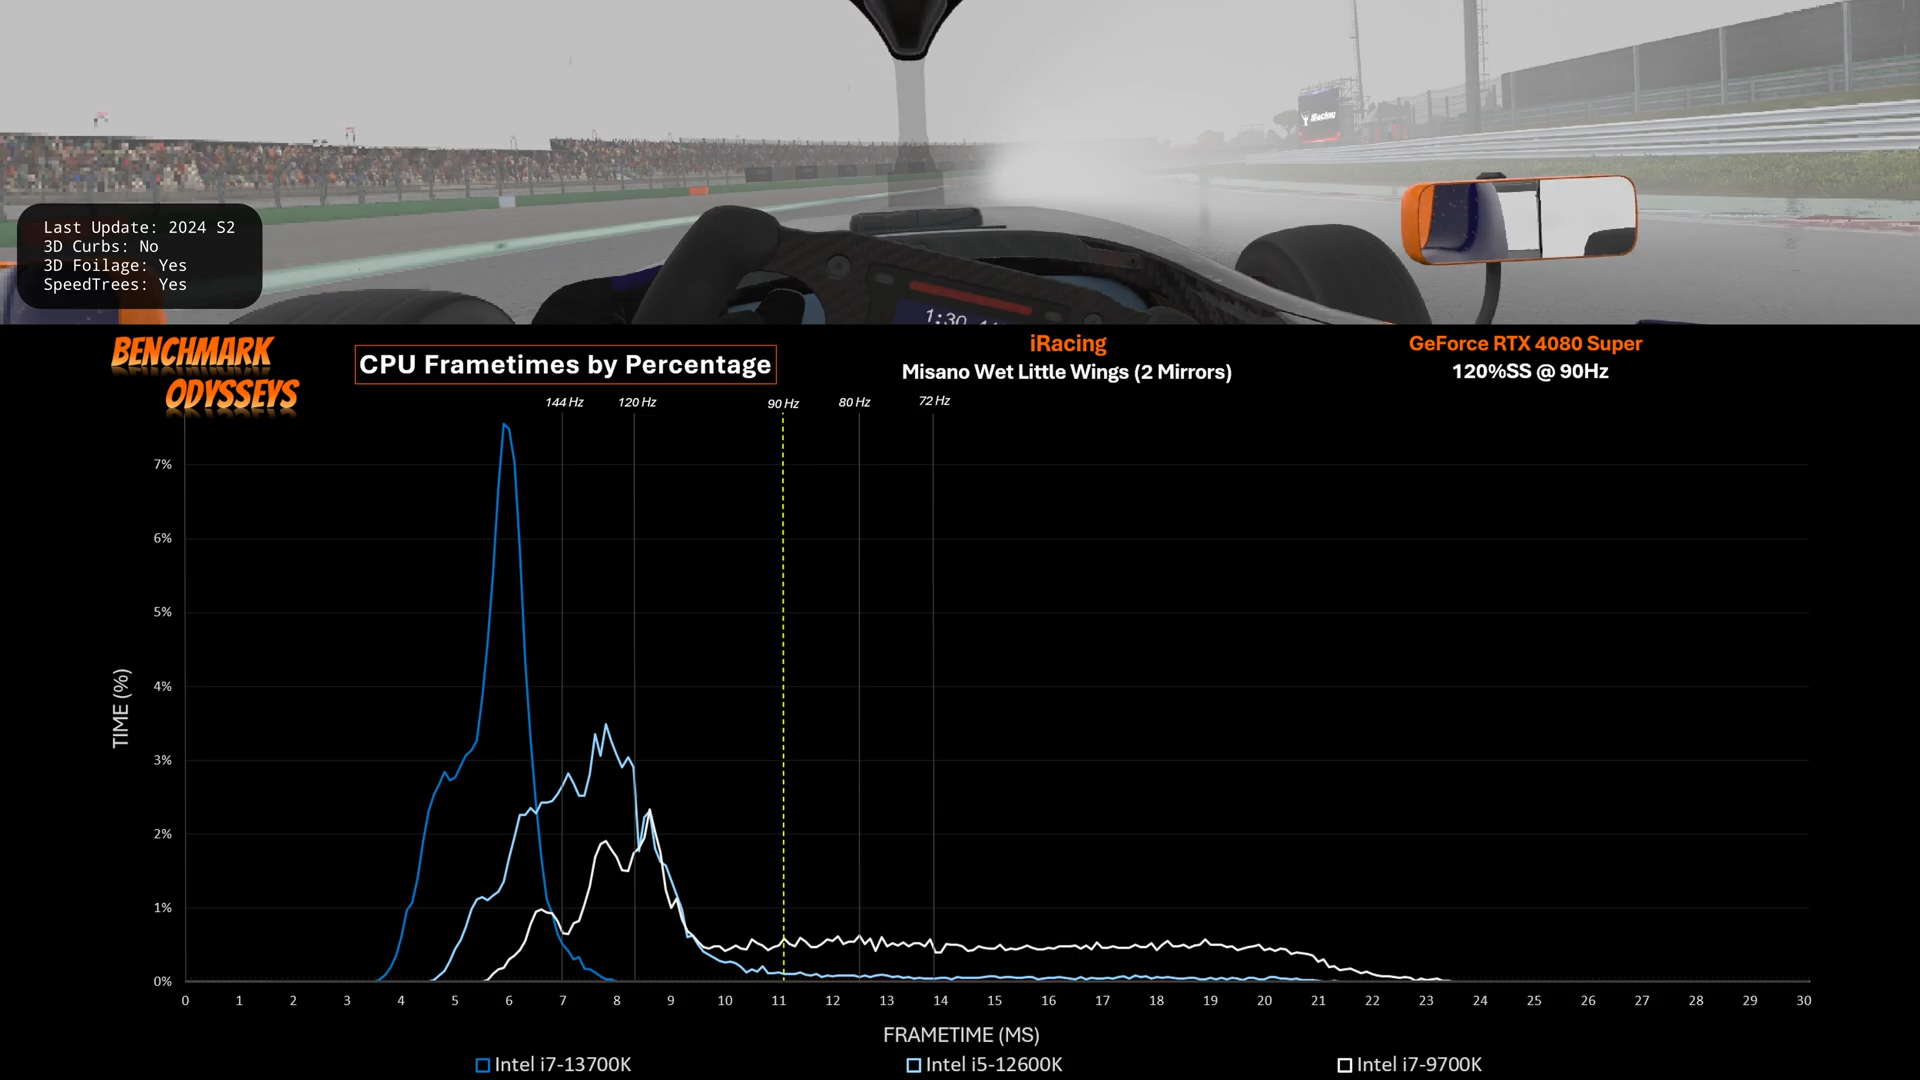 iRacing
Last Update: 2024 S2
3D Curbs: No
3D Foilage: Yes
SpeedTrees: Yes
BENCHMARK
ODYSSEYS
CPU Frametimes by Percentage
iRacing
Misano Wet Little Wings (2 Mirrors)
GeForce RTX 4080 Super
120%SS @ 90Hz
144 Hz 120 Hz 90 Hz 80 Hz 72 Hz
7%
6%
5%
4%
3%
2%
1%
0%
TIME (%)
0 1 2 3 4 5 6 7 8 9 10 11 12 13 14 15 16 17 18 19 20 21 22 23 24 25 26 27 28 29 30
FRAMETIME (MS)
Intel i7-13700K Intel i5-12600K Intel i7-9700K